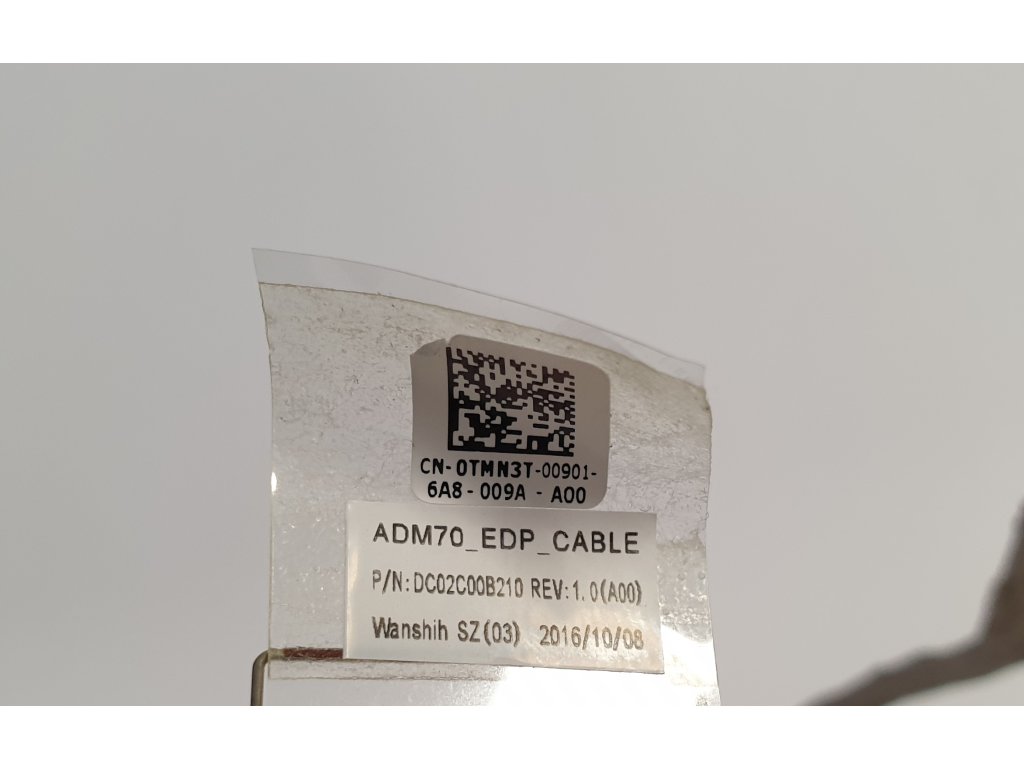 CN-0TMN3T-00901-
6A8-009A-A00
ADM70_EDP_CABLE
P/N:DC02C00B210 REV:1.0(A00)
Wanshih SZ(03) 2016/10/08